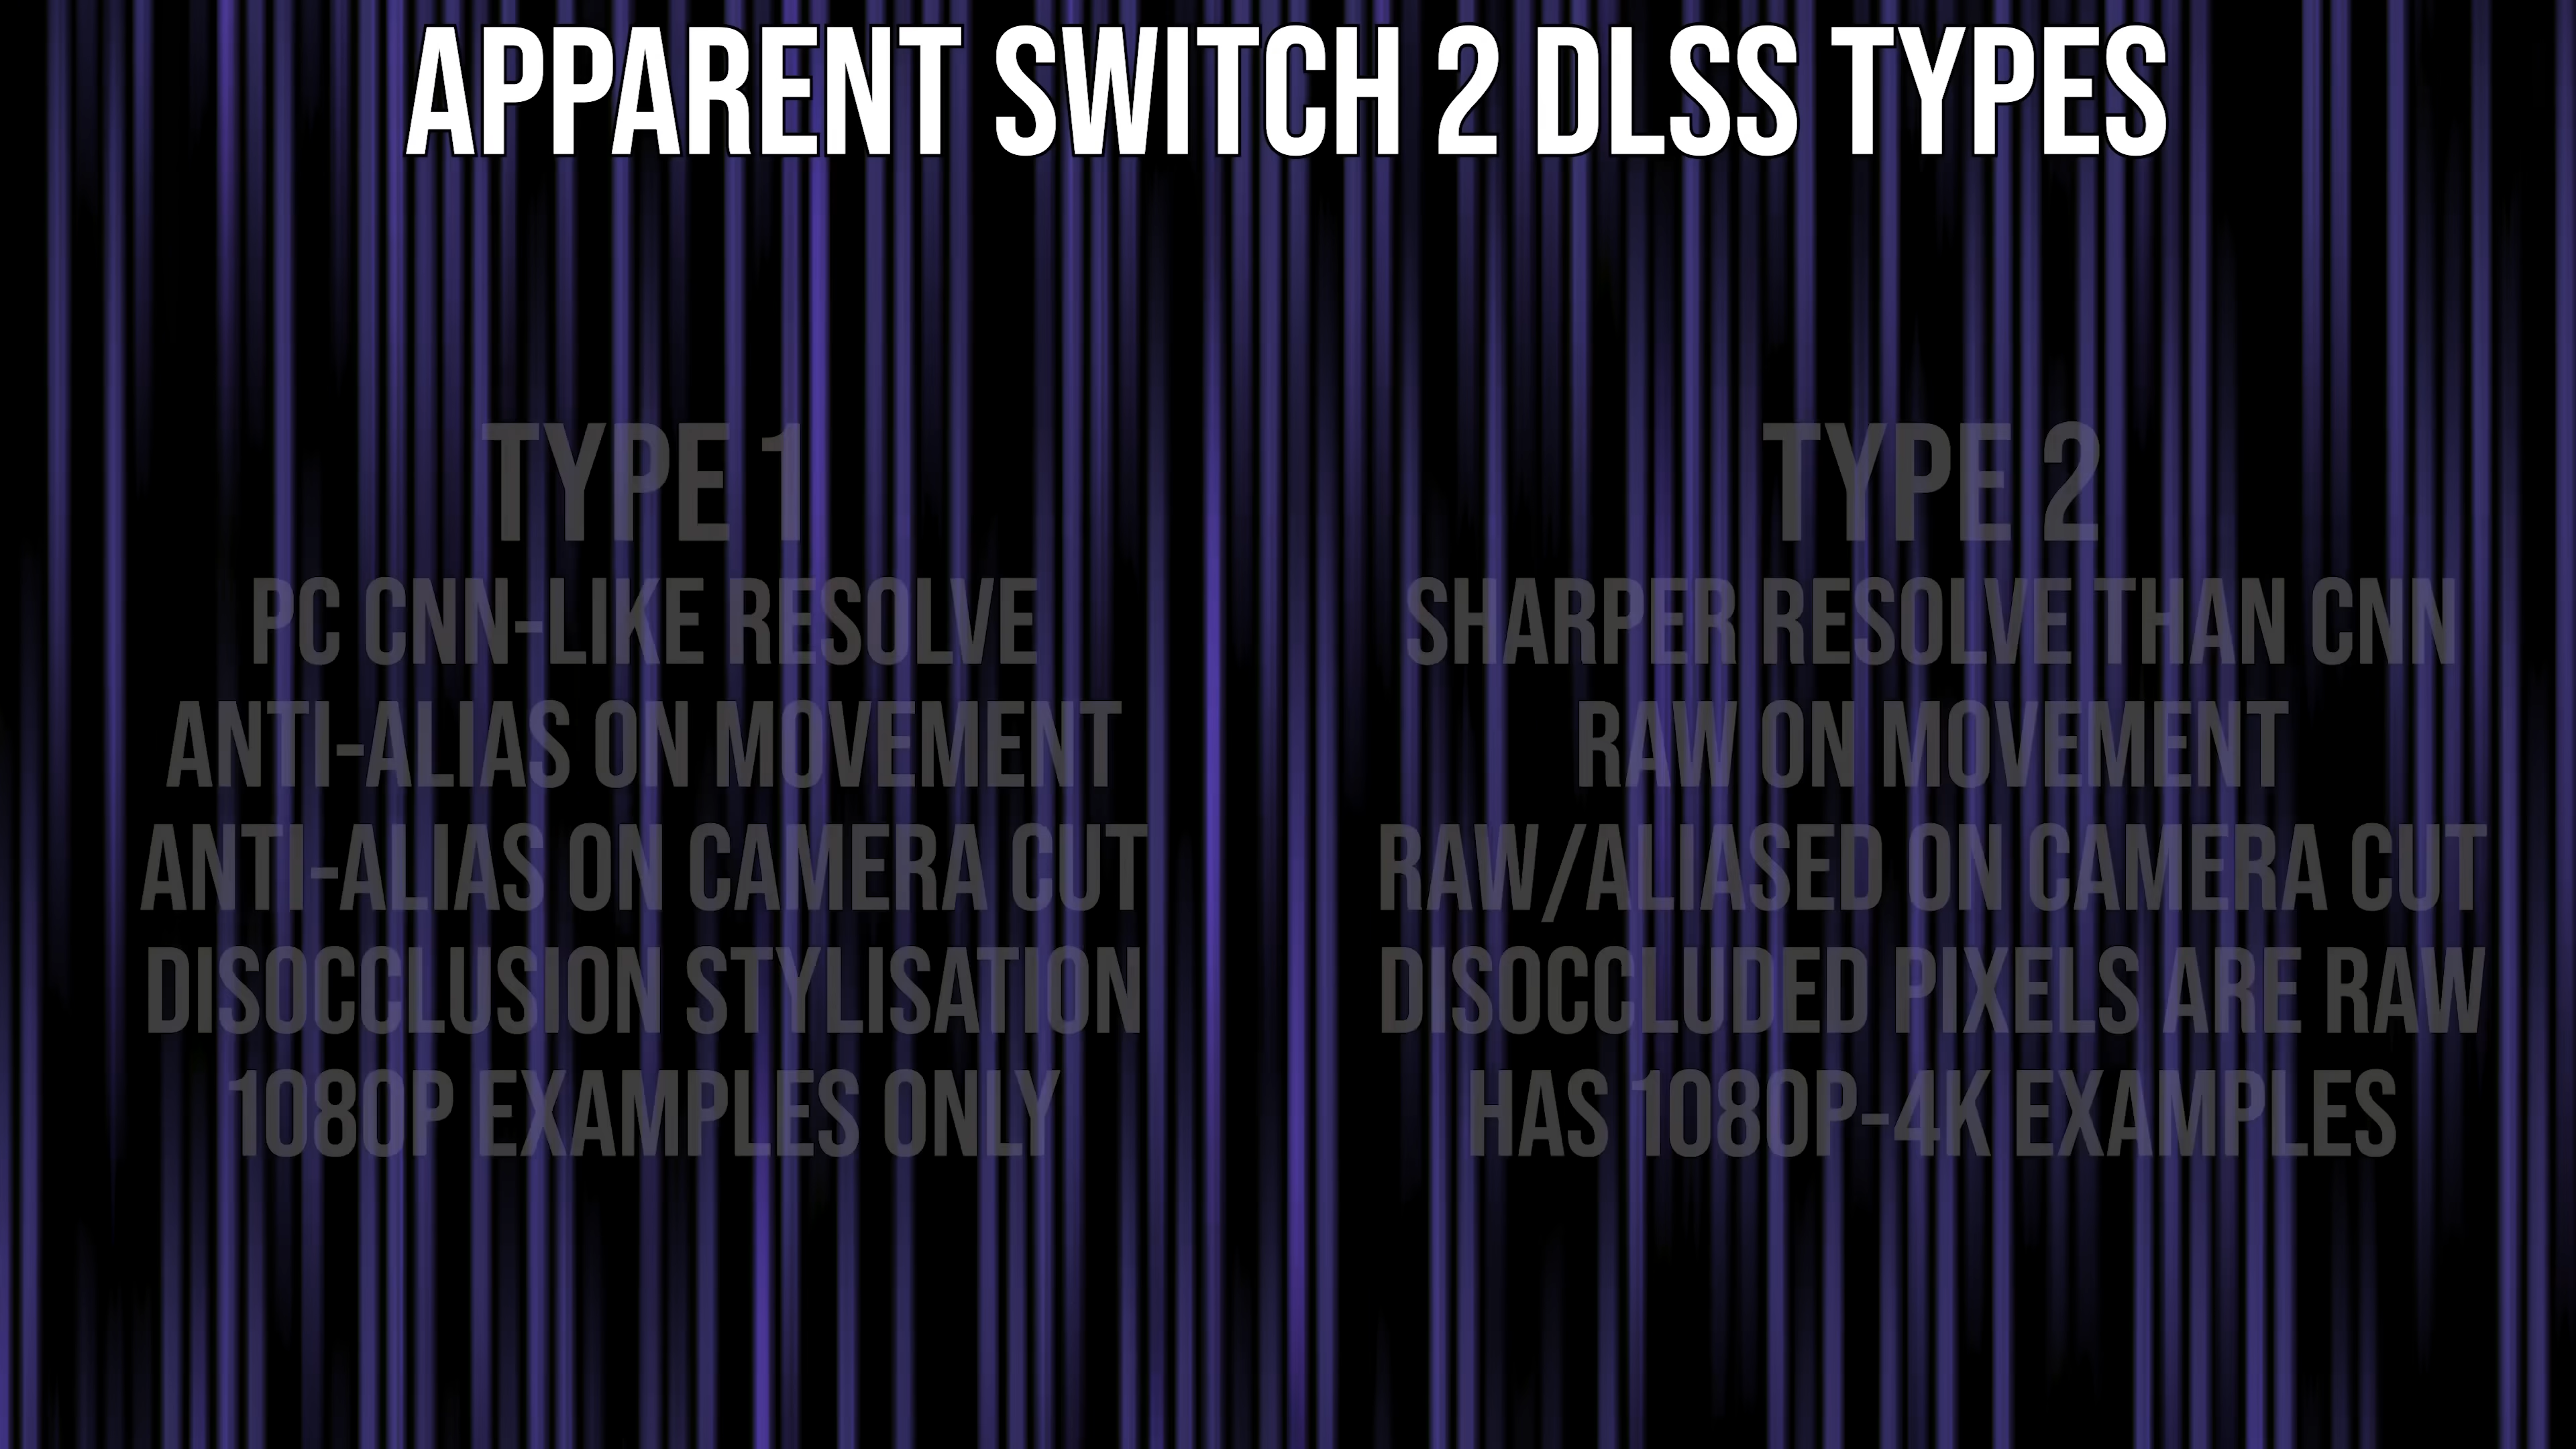 APPARENT SWITCH 2 DLSS TYPES
TYPE 1
PC CNN-LIKE RESOLVE
ANTI-ALIAS ON MOVEMENT
ANTI-ALIAS ON CAMERA CUT
DISOCCLUSION STYLISATION
1080P EXAMPLES ONLY
TYPE 2
SHARPER RESOLVE THAN CNN
RAW ON MOVEMENT
RAW/ALIASED ON CAMERA CUT
DISOCCLUDED PIXELS ARE RAW
HAS 1080P-4K EXAMPLES